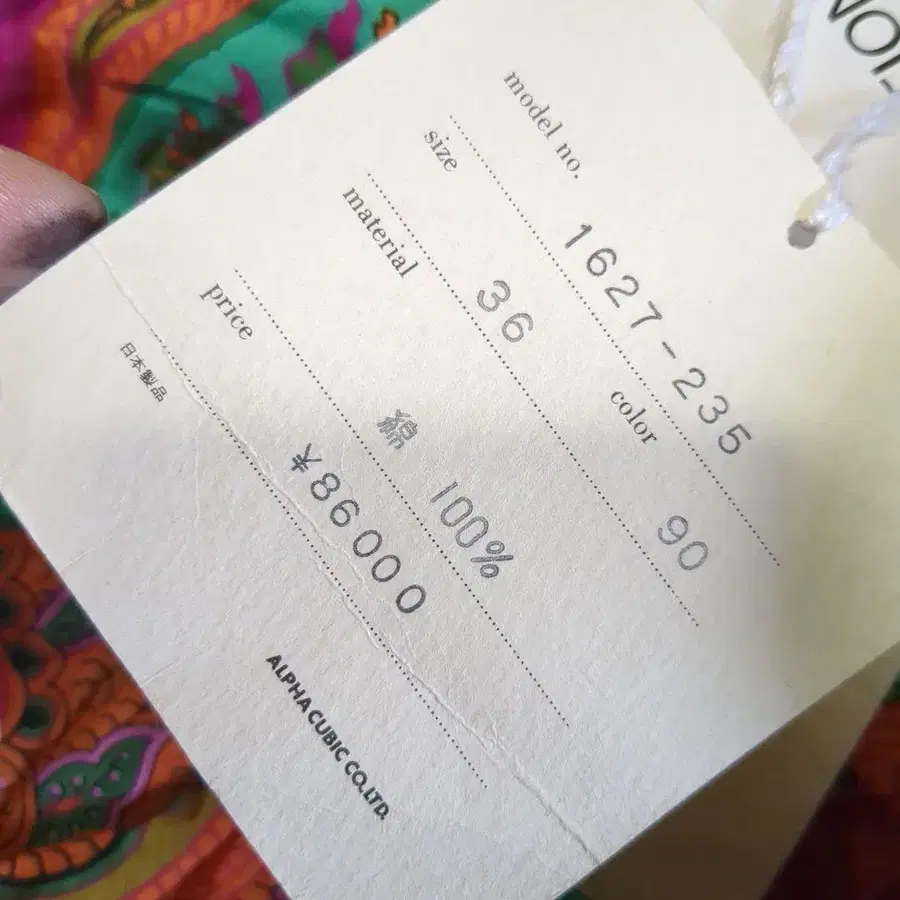 model no. 1627-235
size 36 color 90
material 綿 100%
price ¥86000
日本製品
ALPHA CUBIC CO.,LTD.